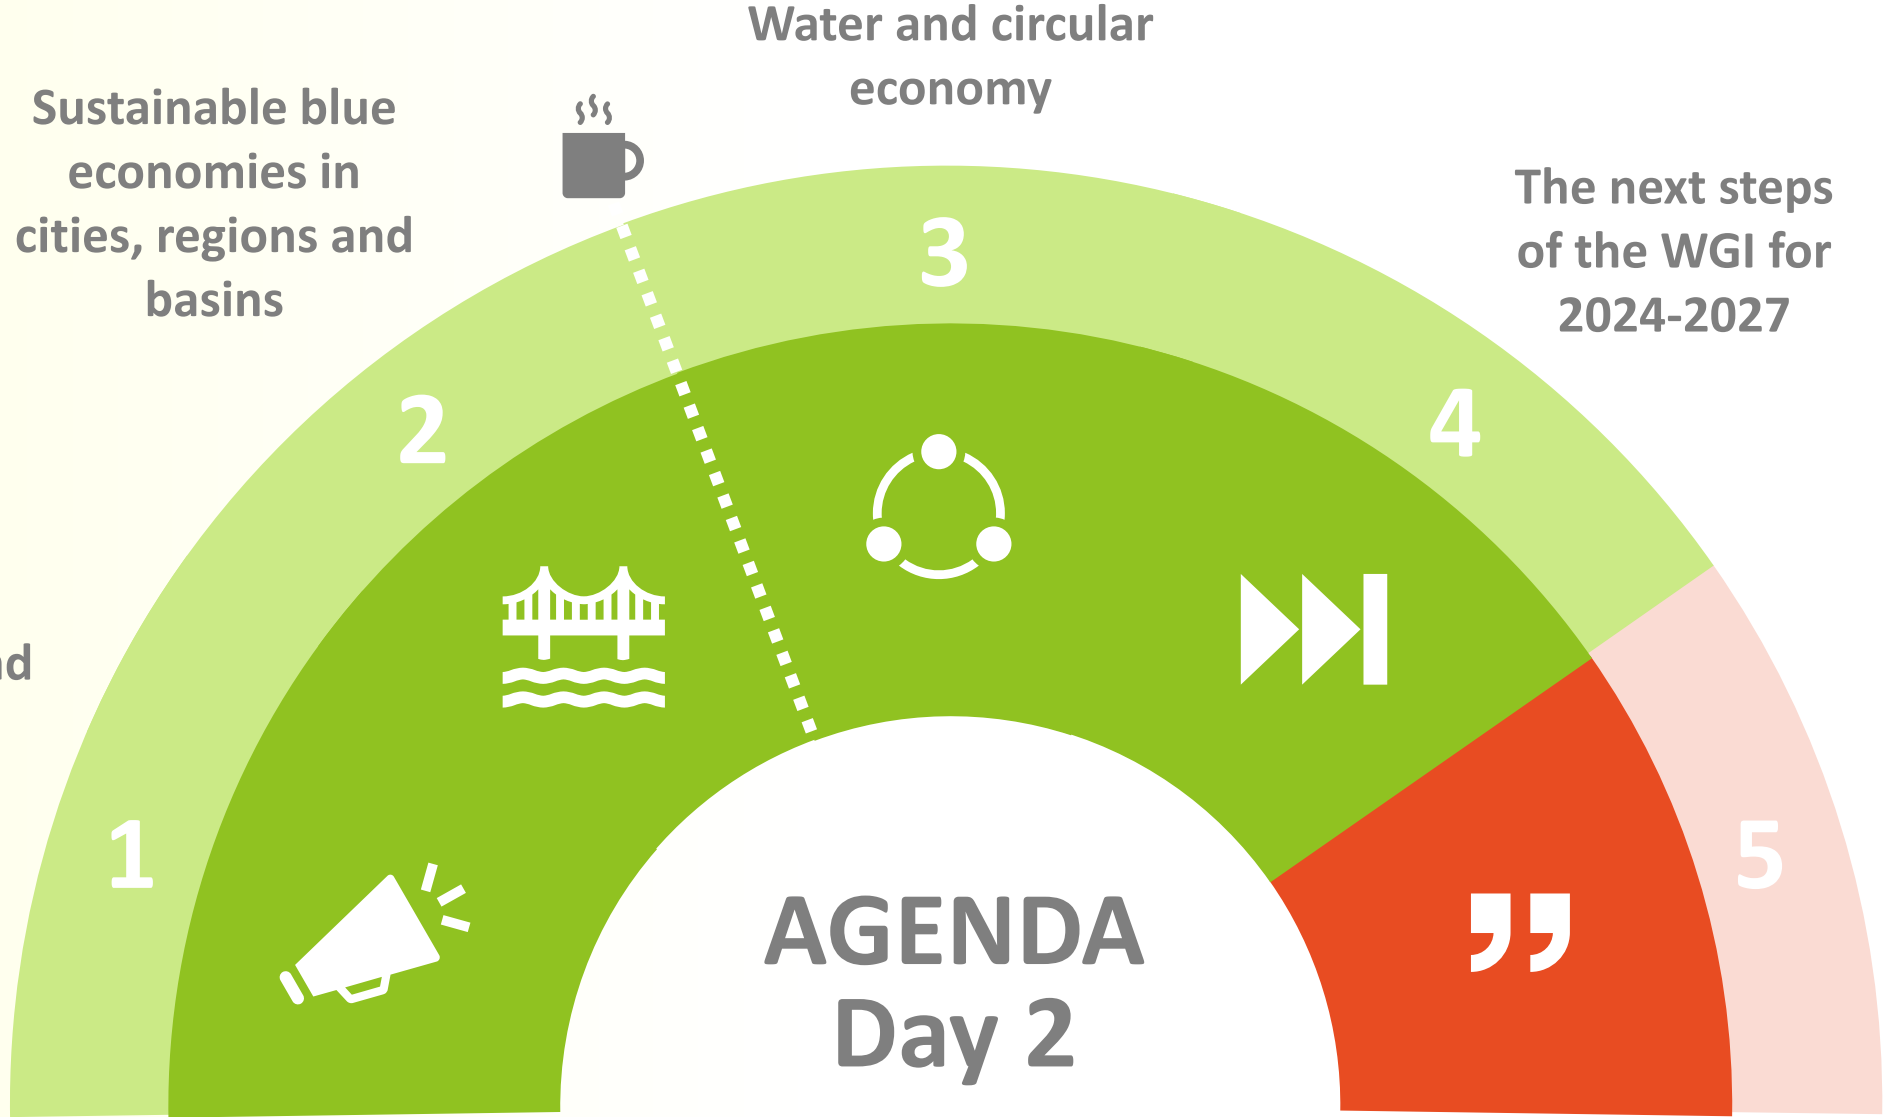 Water and circular
economy
Sustainable blue
economies in
cities, regions and
basins
The next steps
of the WGI for
2024-2027
3
2
4
1
5
AGENDA
Day 2